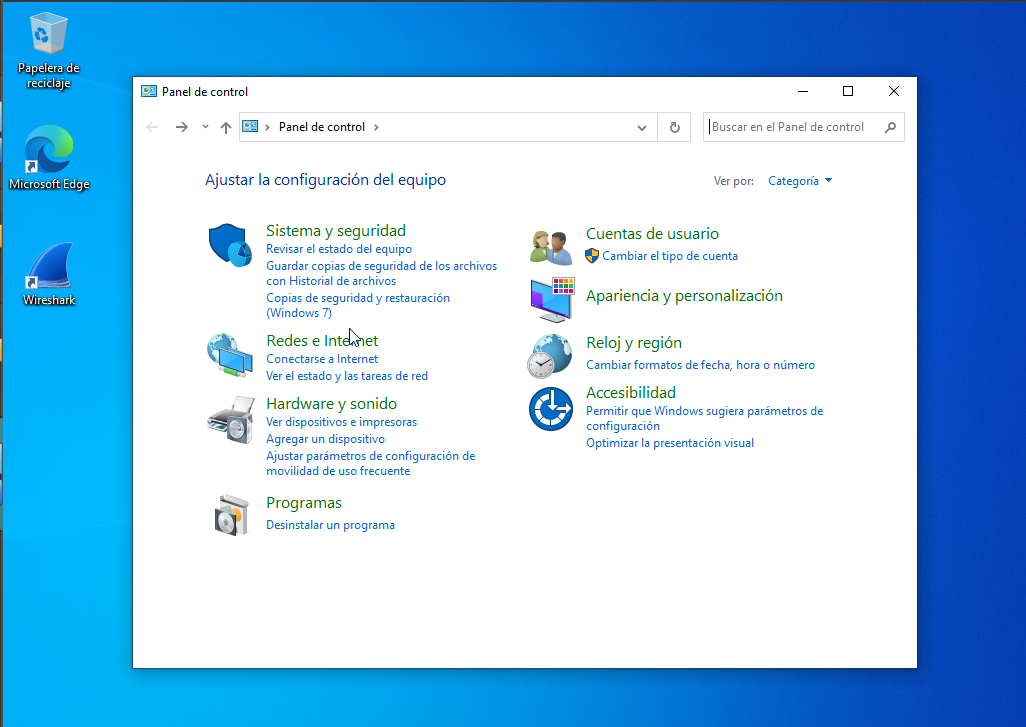 Papelera de
reciclaje
Microsoft Edge
Wireshark
Panel de control
Panel de control
Buscar en el Panel de control
Ajustar la configuración del equipo
Ver por:
Categoría
Sistema y seguridad
Revisar el estado del equipo
Guardar copias de seguridad de los archivos
con Historial de archivos
Copias de seguridad y restauración
(Windows 7)
Redes e Internet
Conectarse a Internet
Ver el estado y las tareas de red
Hardware y sonido
Ver dispositivos e impresoras
Agregar un dispositivo
Ajustar parámetros de configuración de
movilidad de uso frecuente
Programas
Desinstalar un programa
Cuentas de usuario
Cambiar el tipo de cuenta
Apariencia y personalización
Reloj y región
Cambiar formatos de fecha, hora o número
Accesibilidad
Permitir que Windows sugiera parámetros de
configuración
Optimizar la presentación visual